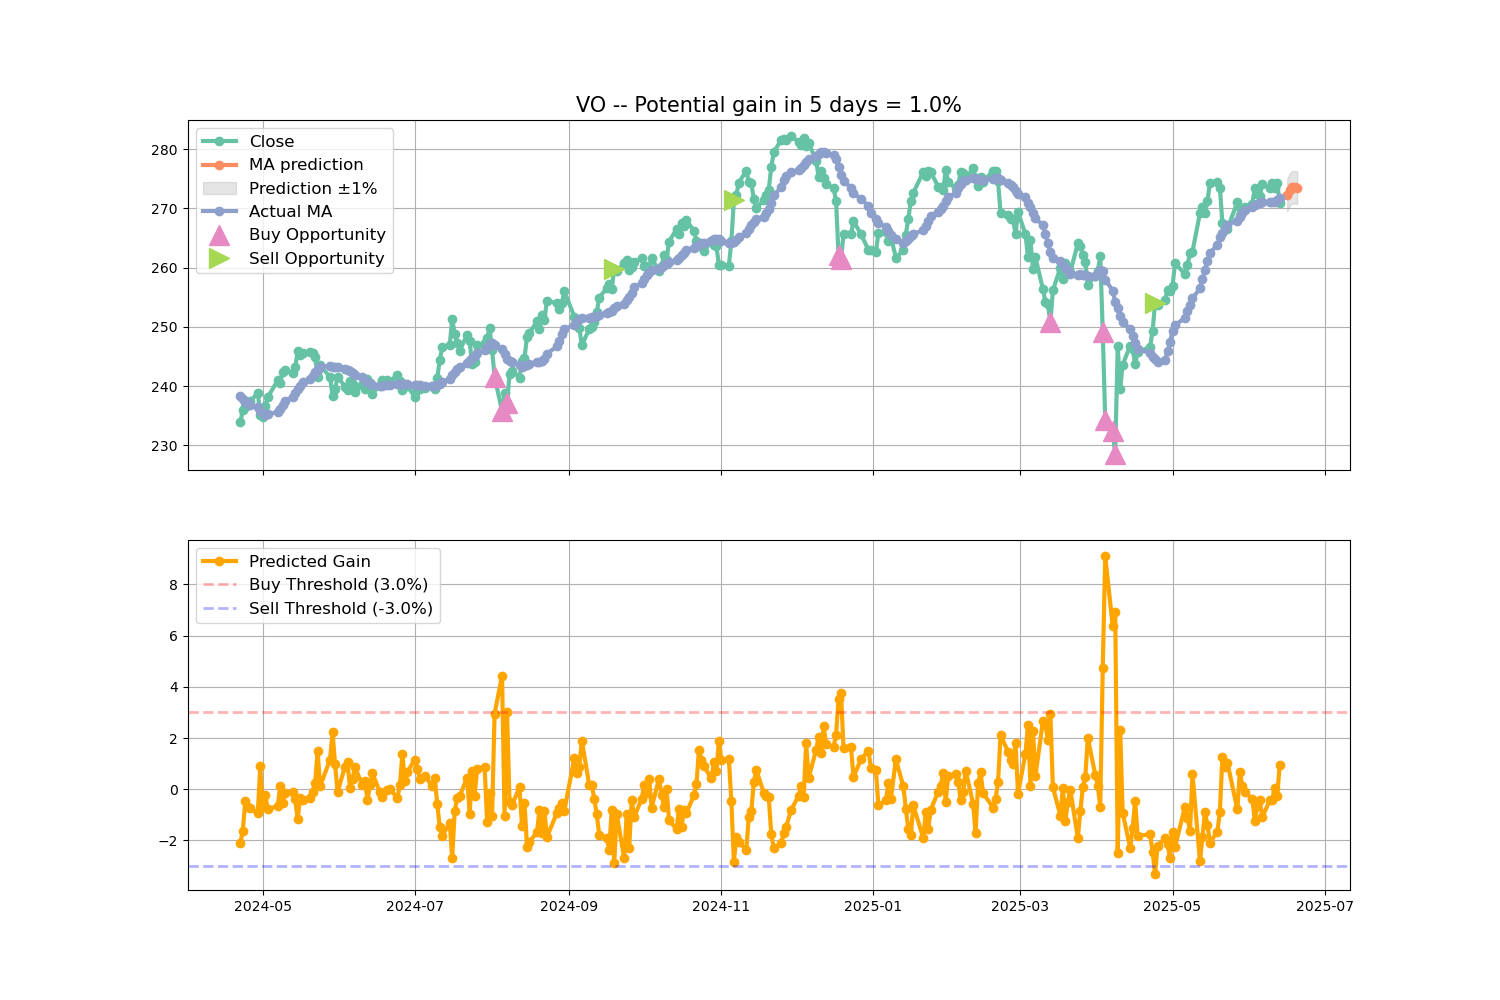 VO -- Potential gain in 5 days = 1.0%
Close
MA prediction
Prediction ±1%
Actual MA
Buy Opportunity
Sell Opportunity
280
270
260
250
240
230
Predicted Gain
Buy Threshold (3.0%)
Sell Threshold (-3.0%)
8
6
4
2
0
−2
2024-05 2024-07 2024-09 2024-11 2025-01 2025-03 2025-05 2025-07